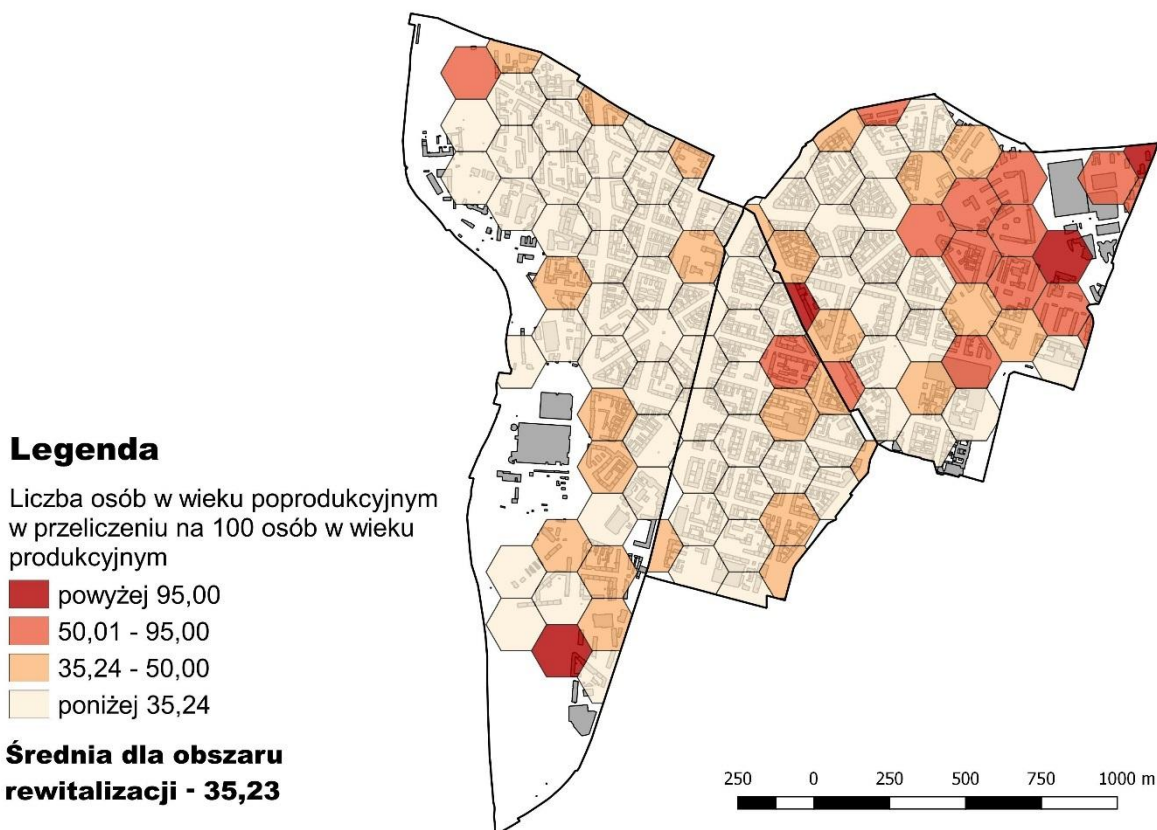 Legenda
Liczba osób w wieku poprodukcyjnym
w przeliczeniu na 100 osób w wieku
produkcyjnym
powyżej 95,00
50,01 - 95,00
35,24 - 50,00
poniżej 35,24
Średnia dla obszaru
rewitalizacji - 35,23
250 0 250 500 750 1000 m